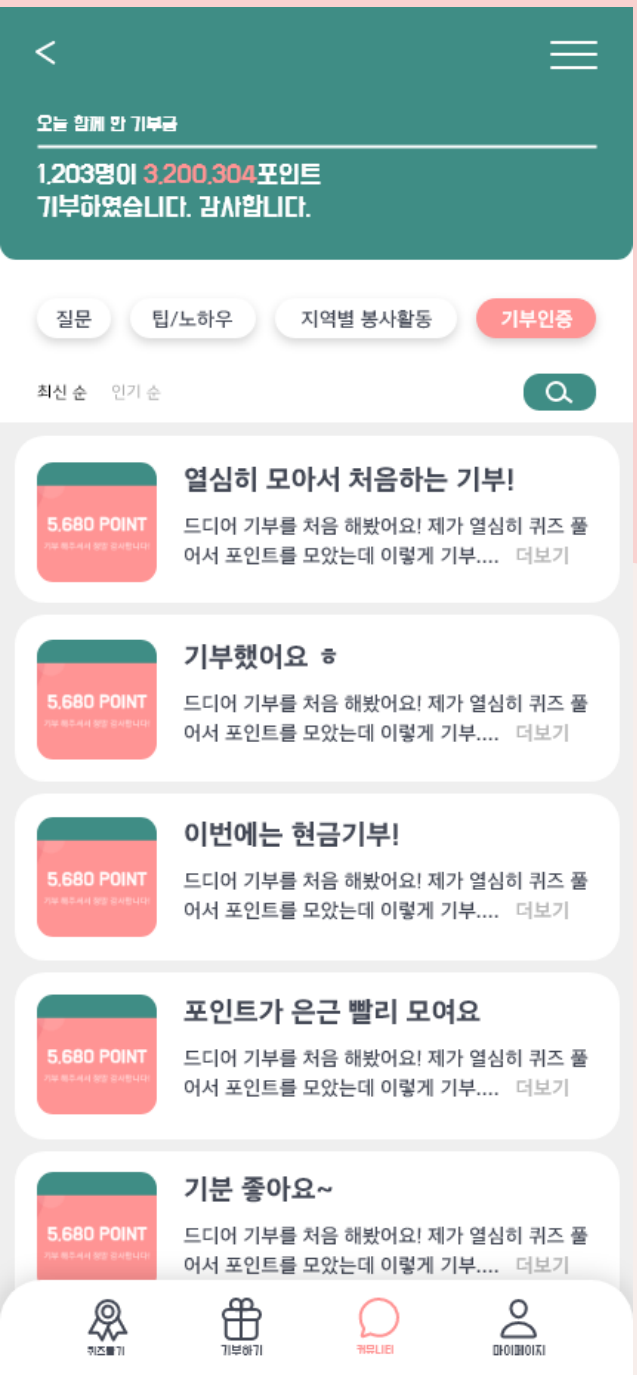 오늘 함께 한 기부금
1,203명이 3,200,304포인트
기부하였습니다. 감사합니다.
질문 팁/노하우 지역별 봉사활동 기부인증
최신 순 인기 순
5,680 POINT
열심히 모아서 처음하는 기부!
드디어 기부를 처음 해봤어요! 제가 열심히 퀴즈 풀
어서 포인트를 모았는데 이렇게 기부.... 더보기
5,680 POINT
기부했어요 ㅎ
드디어 기부를 처음 해봤어요! 제가 열심히 퀴즈 풀
어서 포인트를 모았는데 이렇게 기부.... 더보기
5,680 POINT
이번에는 현금기부!
드디어 기부를 처음 해봤어요! 제가 열심히 퀴즈 풀
어서 포인트를 모았는데 이렇게 기부.... 더보기
5,680 POINT
포인트가 은근 빨리 모여요
드디어 기부를 처음 해봤어요! 제가 열심히 퀴즈 풀
어서 포인트를 모았는데 이렇게 기부.... 더보기
5,680 POINT
기분 좋아요~
드디어 기부를 처음 해봤어요! 제가 열심히 퀴즈 풀
어서 포인트를 모았는데 이렇게 기부.... 더보기
퀴즈풀기 기부하기 커뮤니티 마이페이지